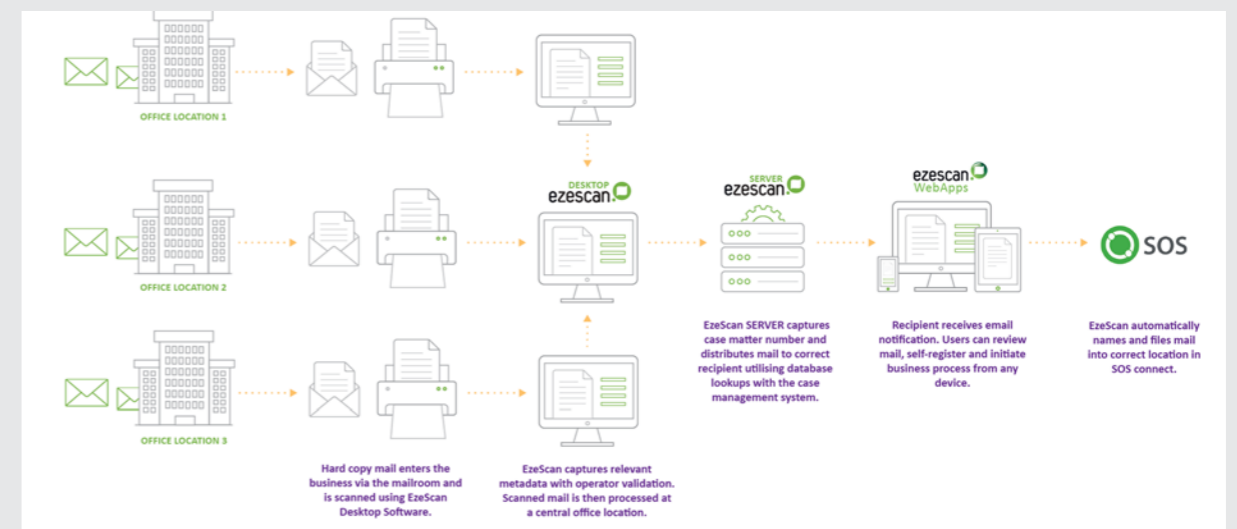 OFFICE LOCATION 1
DESKTOP
ezescan
SERVER
ezescan
ezescan
WebApps
SOS
OFFICE LOCATION 2
EzeScan SERVER captures
case matter number and
distributes mail to correct
recipient utilising database
lookups with the case
management system.
Recipient receives email
notification. Users can review
mail, self-register and initiate
business process from any
device.
EzeScan automatically
names and files mail
into correct location in
SOS connect.
OFFICE LOCATION 3
Hard copy mail enters the
business via the mailroom and
is scanned using EzeScan
Desktop Software.
EzeScan captures relevant
metadata with operator validation.
Scanned mail is then processed at
a central office location.